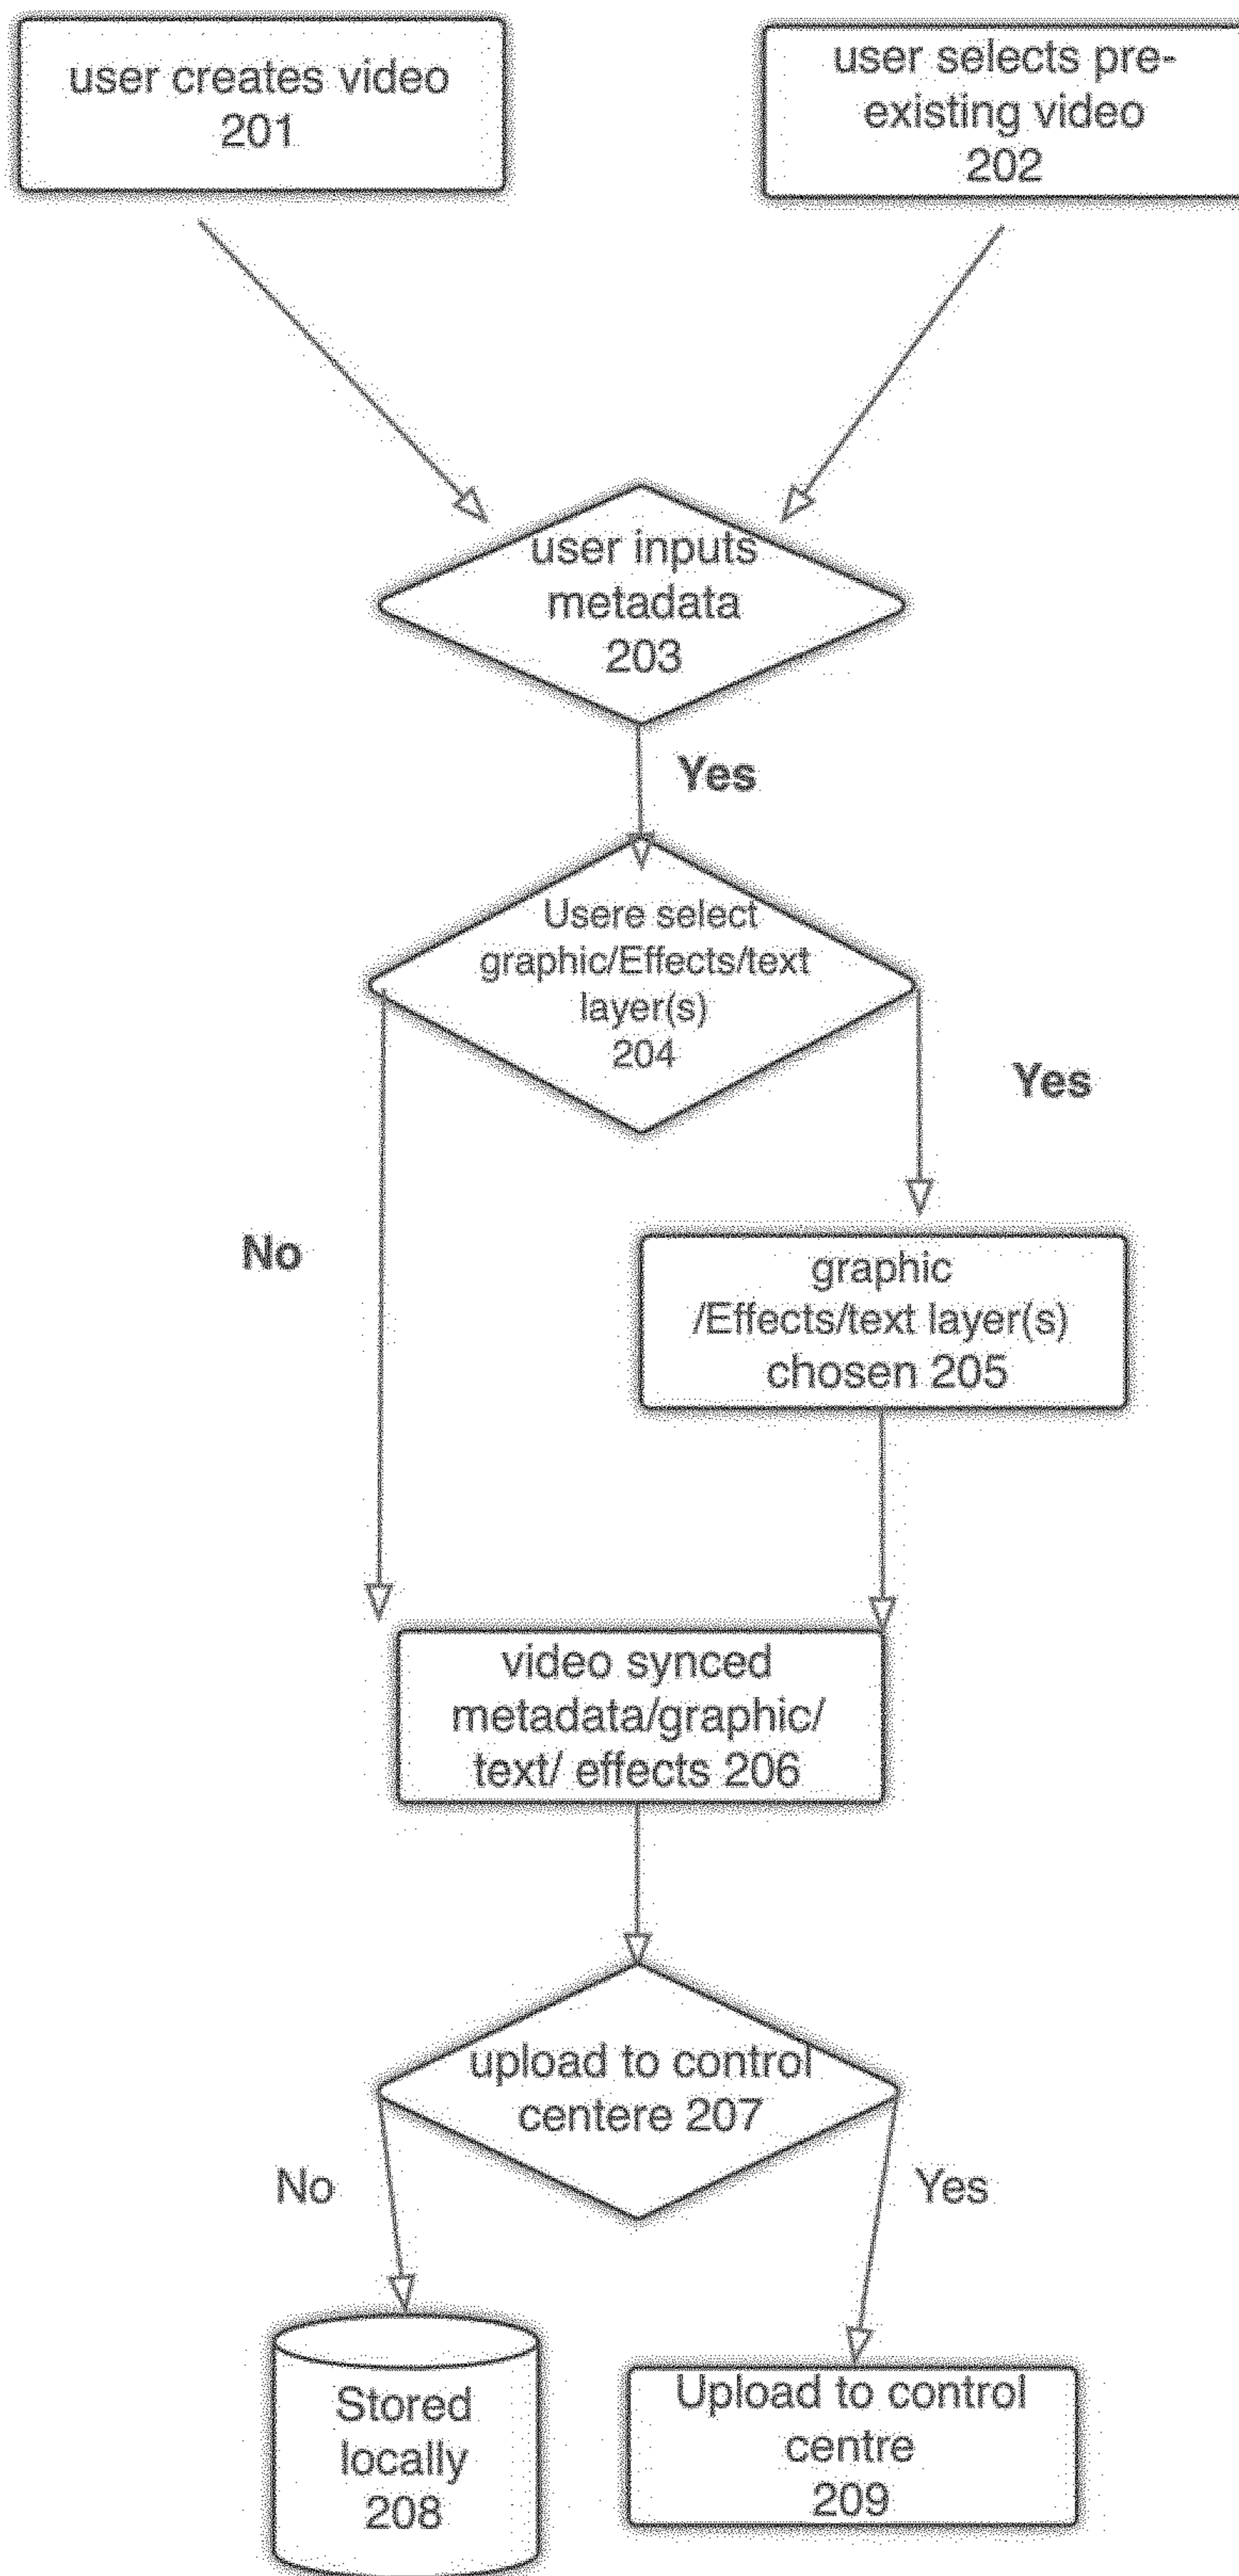 user creates video
201
user selects pre-
existing video
202
user inputs
metadata
203
Yes
Usere select
graphic/Effects/text
layer(s)
204
Yes
No
graphic
/Effects/text layer(s)
chosen 205
video synced
metadata/graphic/
text/ effects 206
upload to control
centere 207
No
Yes
Stored
locally
208
Upload to control
centre
209